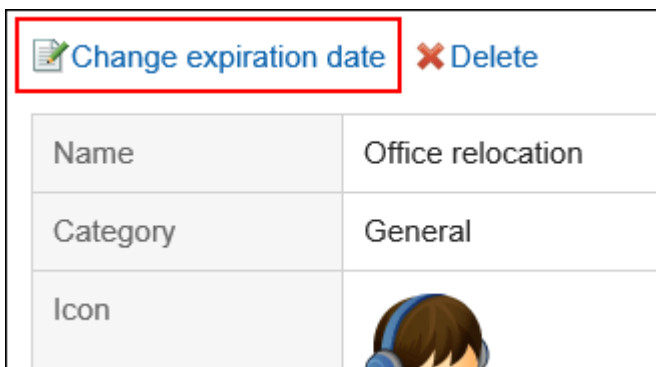 Change expiration date Delete
Name Office relocation
Category General
Icon